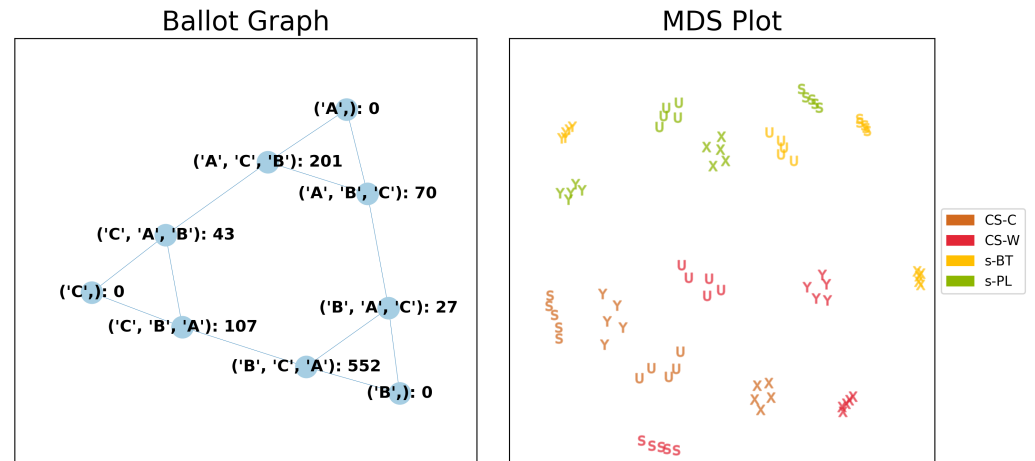 Ballot Graph
('A',): 0
('A', 'C', 'B'): 201
('A', 'B', 'C'): 70
('C', 'A', 'B'): 43
('C',): 0
('B', 'A', 'C'): 27
('C', 'B', 'A'): 107
('B', 'C', 'A'): 552
('B',): 0
MDS Plot
S S S S S
U U U U U
Y Y Y Y
S S S S
U U U U U
X X X X X
Y Y Y Y Y
U U U U U
Y Y Y Y Y
X X X X
S S S S S
Y Y Y Y Y
U U U U U
X X X X X
X X X X X
S S S S S
CS-C
CS-W
s-BT
s-PL